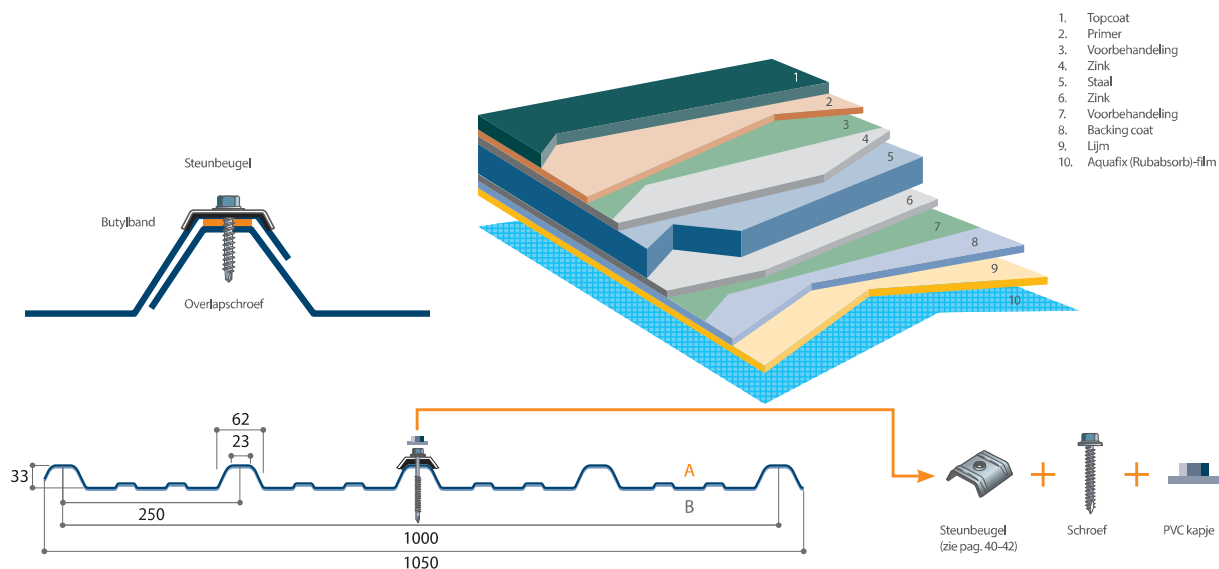 Steunbeugel
Butylband
Overlapschroef
1
2
3
4
5
6
7
8
9
10
1. Topcoat
2. Primer
3. Voorbehandeling
4. Zink
5. Staal
6. Zink
7. Voorbehandeling
8. Backing coat
9. Lijm
10. Aquafix (Rubabsorb)-film
62
23
33
250
1000
1050
A
B
Steunbeugel
(zie pag. 40-42)
Schroef
PVC kapje